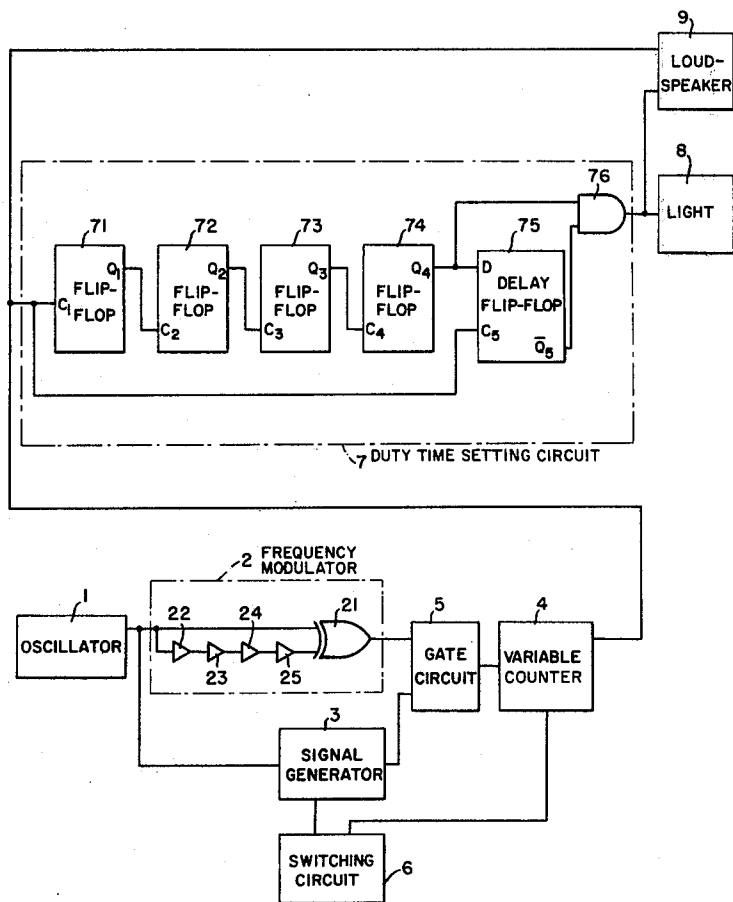 9
LOUD-
SPEAKER
8
LIGHT
76
71
Q1
FLIP-
FLOP
C1
72
Q2
FLIP-
FLOP
C2
73
Q3
FLIP-
FLOP
C3
74
Q4
FLIP-
FLOP
C4
75
D
DELAY
FLIP-FLOP
C5
Q̄5
7 DUTY TIME SETTING CIRCUIT
2 FREQUENCY
MODULATOR
1
OSCILLATOR
22
24
21
23
25
5
GATE
CIRCUIT
4
VARIABLE
COUNTER
3
SIGNAL
GENERATOR
SWITCHING
CIRCUIT
6